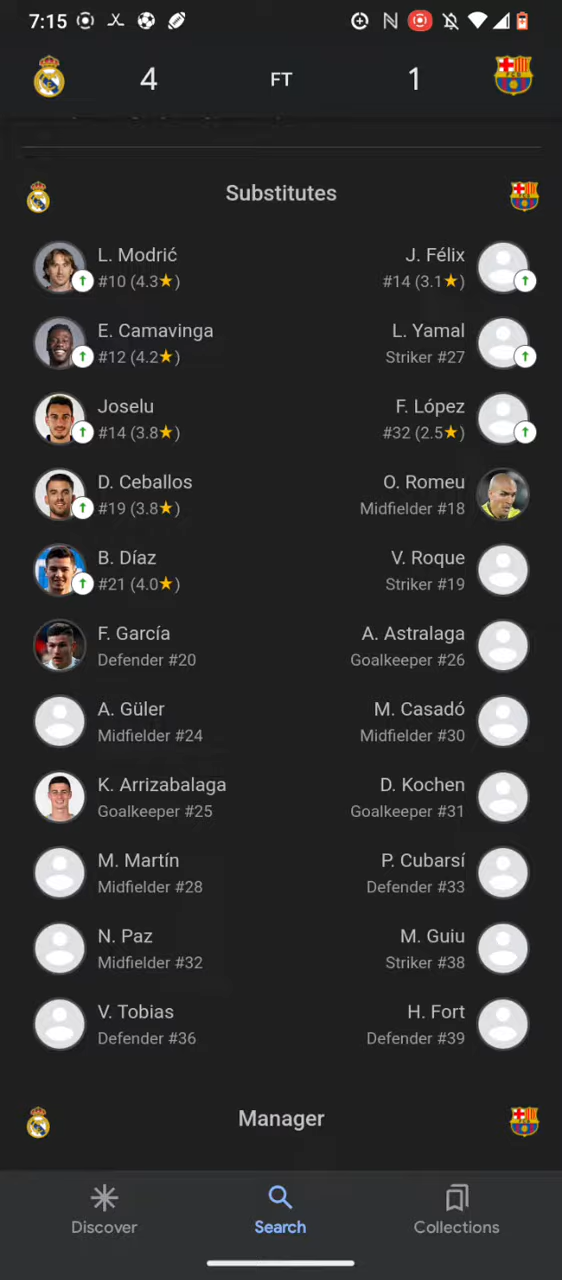 7:15
4 FT 1
Substitutes
L. Modrić
#10 (4.3★)
J. Félix
#14 (3.1★)
E. Camavinga
#12 (4.2★)
L. Yamal
Striker #27
Joselu
#14 (3.8★)
F. López
#32 (2.5★)
D. Ceballos
#19 (3.8★)
O. Romeu
Midfielder #18
B. Díaz
#21 (4.0★)
V. Roque
Striker #19
F. García
Defender #20
A. Astralaga
Goalkeeper #26
A. Güler
Midfielder #24
M. Casadó
Midfielder #30
K. Arrizabalaga
Goalkeeper #25
D. Kochen
Goalkeeper #31
M. Martín
Midfielder #28
P. Cubarsí
Defender #33
N. Paz
Midfielder #32
M. Guiu
Striker #38
V. Tobias
Defender #36
H. Fort
Defender #39
Manager
Discover
Search
Collections